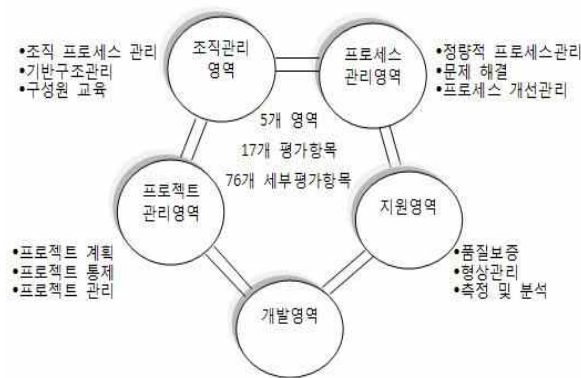 •조직 프로세스 관리
•기반구조관리
•구성원 교육
조직관리
영역
프로세스
관리영역
•정량적 프로세스관리
•문제 해결
•프로세스 개선관리
5개 영역
17개 평가항목
76개 세부평가항목
프로젝트
관리영역
지원영역
•프로젝트 계획
•프로젝트 통제
•프로젝트 관리
•품질보증
•형상관리
•측정 및 분석
개발영역